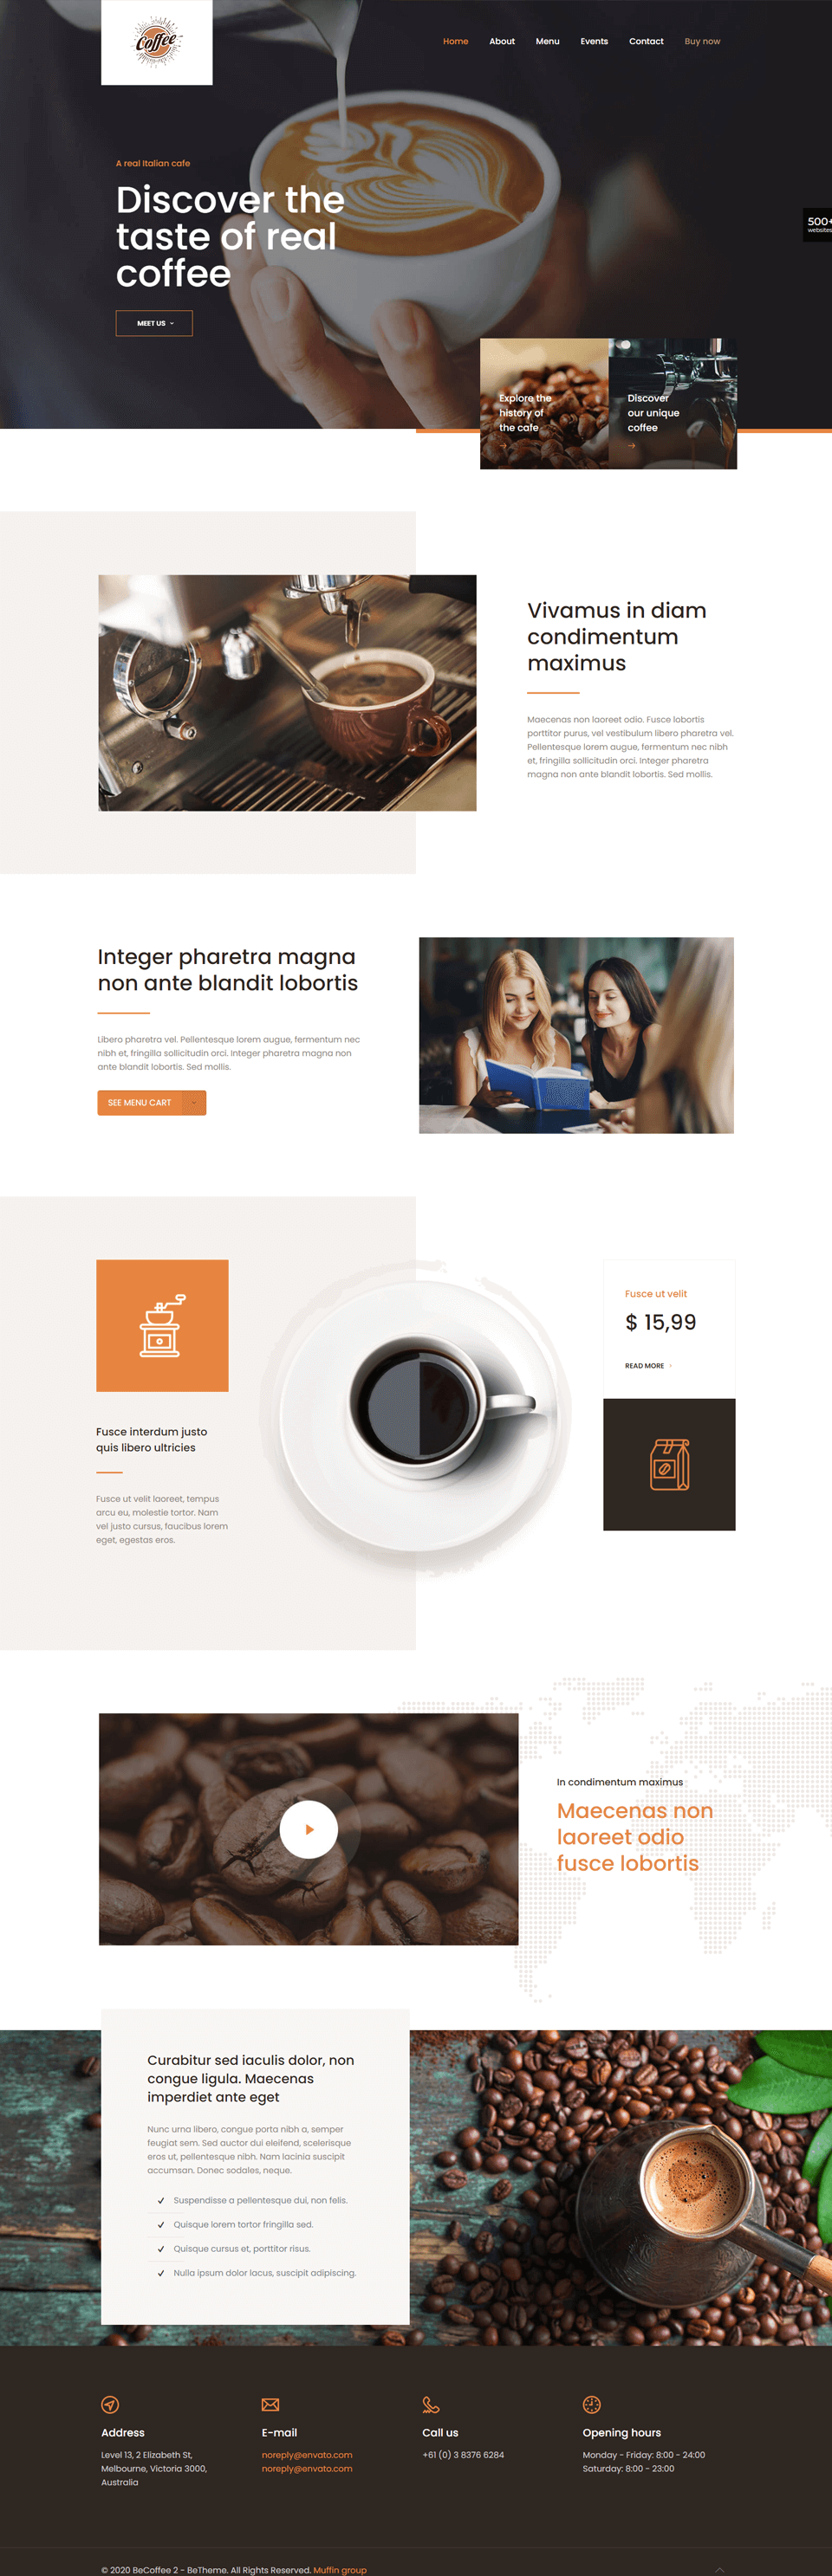 Coffee
Home About Menu Events Contact Buy now
A real Italian cafe
Discover the
taste of real
coffee
MEET US
500+
websites
Explore the
history of
the cafe
Discover
our unique
coffee
Vivamus in diam
condimentum
maximus
Maecenas non laoreet odio. Fusce lobortis
porttitor purus, vel vestibulum libero pharetra vel.
Pellentesque lorem augue, fermentum nec nibh
et, fringilla sollicitudin orci. Integer pharetra
magna non ante blandit lobortis. Sed mollis.
Integer pharetra magna
non ante blandit lobortis
Libero pharetra vel. Pellentesque lorem augue, fermentum nec
nibh et, fringilla sollicitudin orci. Integer pharetra magna non
ante blandit lobortis. Sed mollis.
SEE MENU CART
Fusce interdum justo
quis libero ultricies
Fusce ut velit laoreet, tempus
arcu eu, molestie tortor. Nam
vel justo cursus, faucibus lorem
eget, egestas eros.
Fusce ut velit
$ 15,99
READ MORE
In condimentum maximus
Maecenas non
laoreet odio
fusce lobortis
Curabitur sed iaculis dolor, non
congue ligula. Maecenas
imperdiet ante eget
Nunc urna libero, congue porta nibh a, semper
feugiat sem. Sed auctor dui eleifend, scelerisque
eros ut, pellentesque nibh. Nam lacinia suscipit
accumsan. Donec sodales, neque.
Suspendisse a pellentesque dui, non felis.
Quisque lorem tortor fringilla sed.
Quisque cursus et, porttitor risus.
Nulla ipsum dolor lacus, suscipit adipiscing.
Address
Level 13, 2 Elizabeth St,
Melbourne, Victoria 3000,
Australia
E-mail
noreply@envato.com
noreply@envato.com
Call us
+61 (0) 3 8376 6284
Opening hours
Monday - Friday: 8:00 - 24:00
Saturday: 8:00 - 23:00
© 2020 BeCoffee 2 - BeTheme. All Rights Reserved. Muffin group